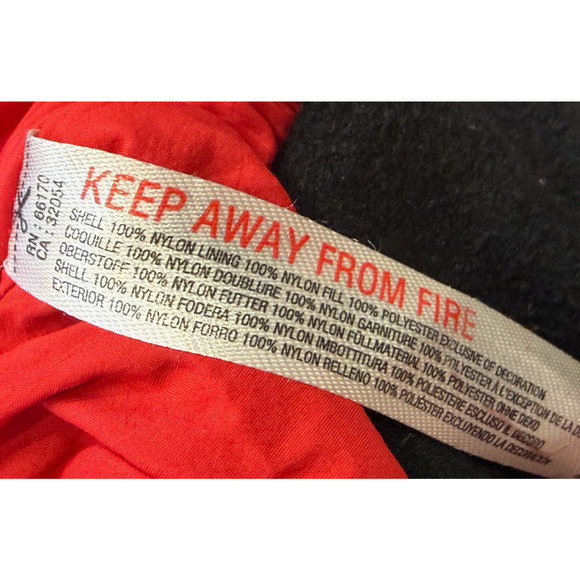 RN : 66170
CA : 32054
KEEP AWAY FROM FIRE
SHELL 100% NYLON LINING 100% NYLON FILL 100% POLYESTER EXCLUSIVE OF DECORATION
COQUILLE 100% NYLON DOUBLURE 100% NYLON GARNITURE 100% POLYESTER À L'EXCEPTION DE LA
OBERSTOFF 100% NYLON FUTTER 100% NYLON FÜLLMATERIAL 100% POLYESTER OHNE DEKO
SHELL 100% NYLON FODERA 100% NYLON IMBOTTITURA 100% POLIESTERE ESCLUSO IL DECORO
EXTERIOR 100% NYLON FORRO 100% NYLON RELLENO 100% POLIÉSTER EXCLUYENDO LA DECORACIÓN